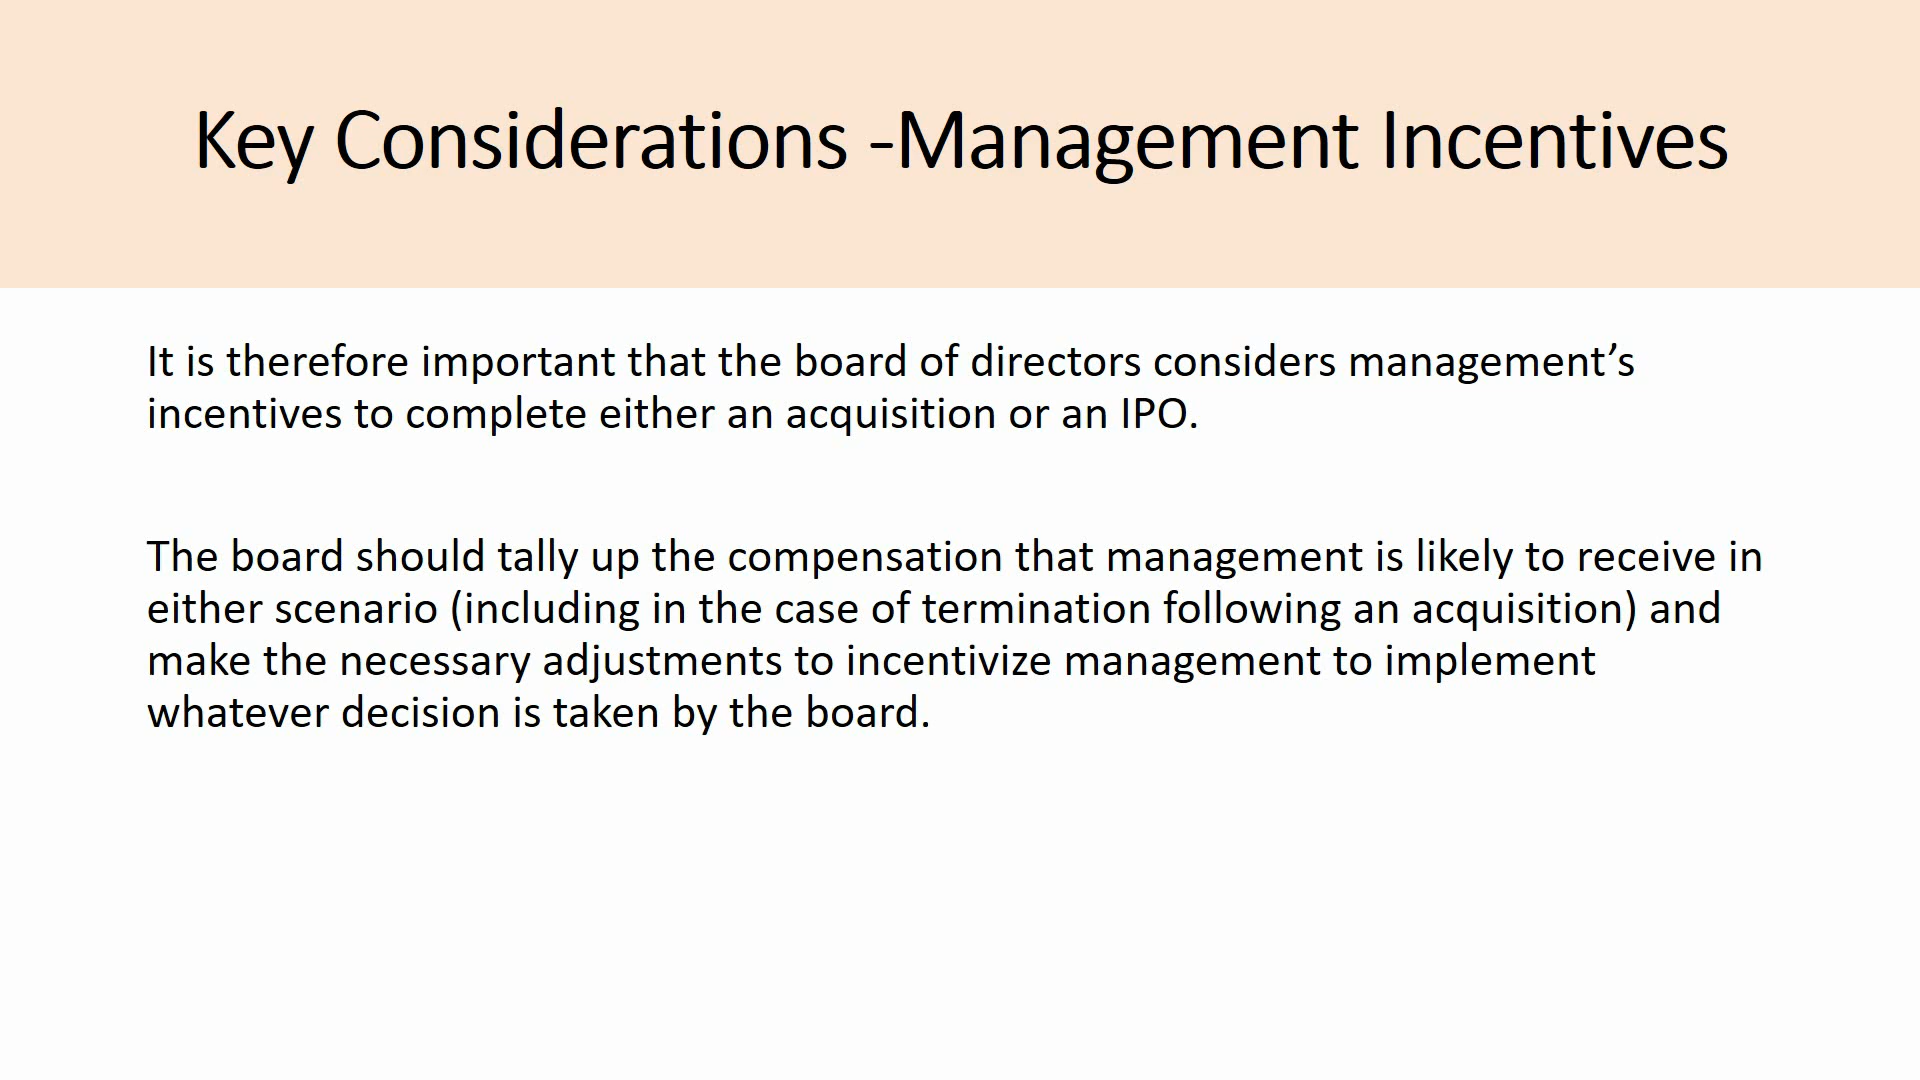 Key Considerations -Management Incentives
It is therefore important that the board of directors considers management’s
incentives to complete either an acquisition or an IPO.
The board should tally up the compensation that management is likely to receive in
either scenario (including in the case of termination following an acquisition) and
make the necessary adjustments to incentivize management to implement
whatever decision is taken by the board.